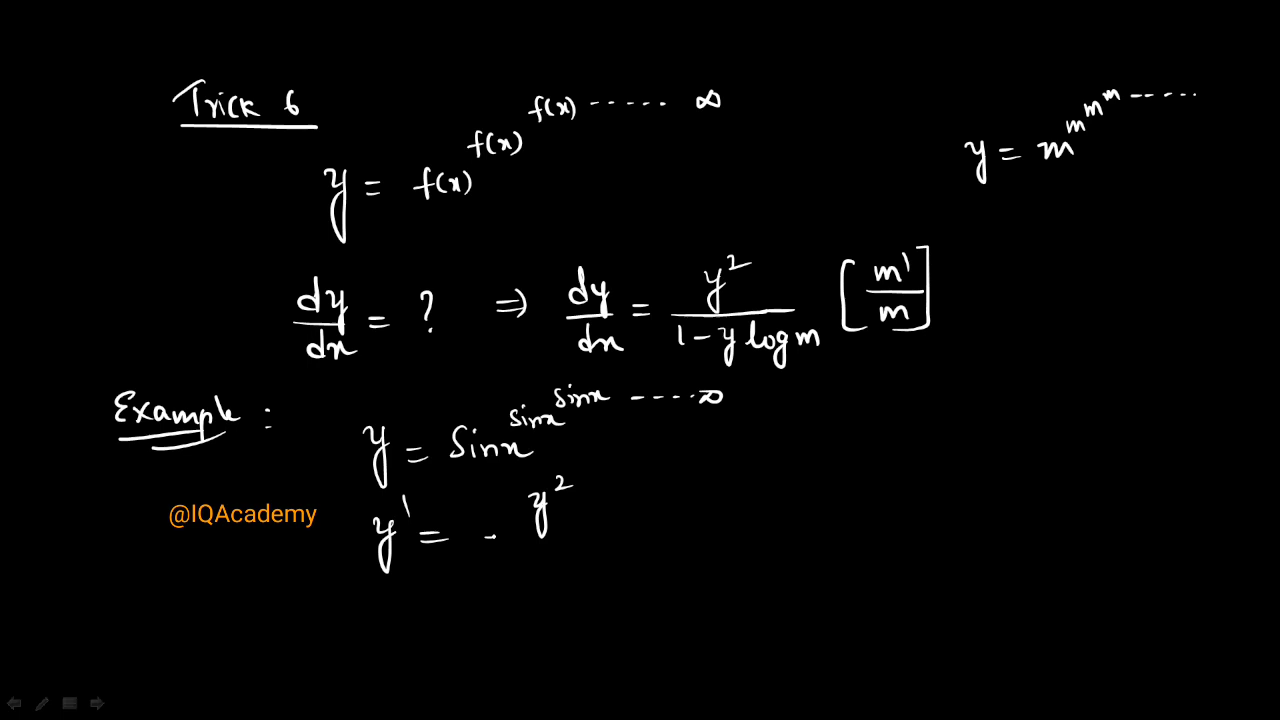 Trick 6
y = f(x)^f(x)^f(x) ...... ∞
y = m^m^m^m ......
dy/dx = ? ⇒ dy/dx = y²/(1 - y log m) [m'/m]
Example :
y = Sinx^Sinx^Sinx ...... ∞
@IQAcademy
y' = - y²